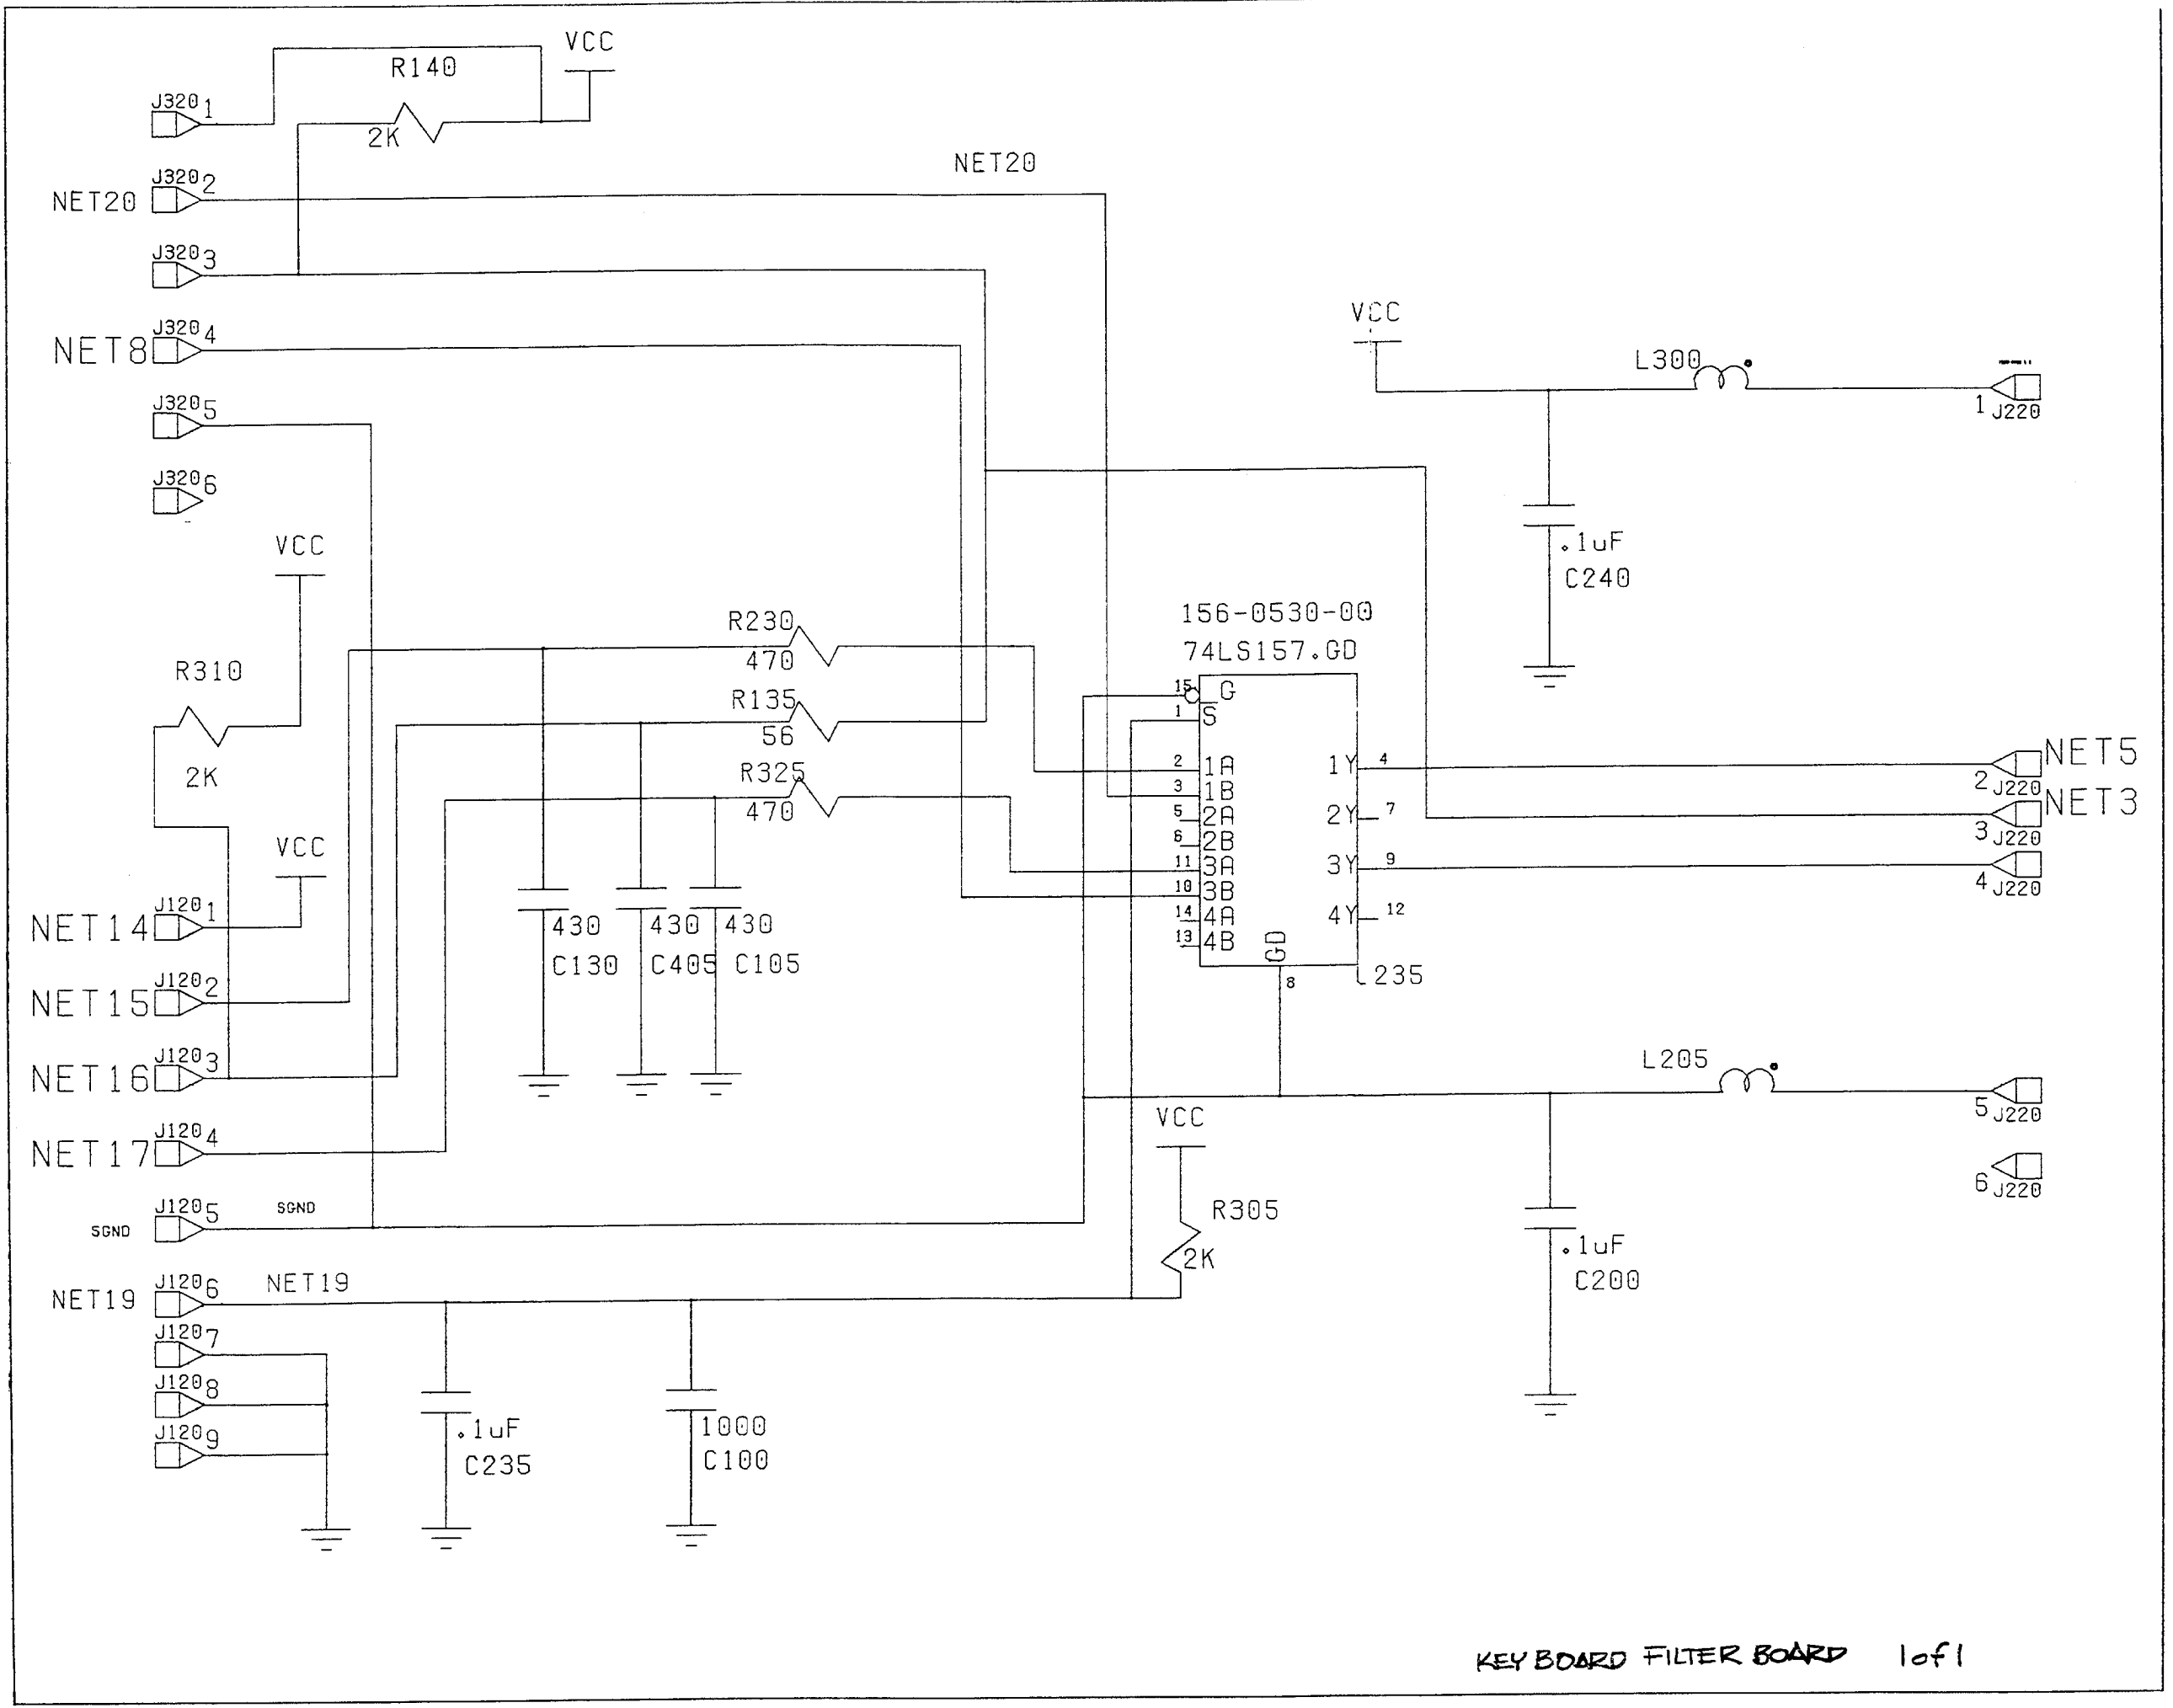 VCC
R140
J320 1
2K
NET20
J320 2
NET20
J320 3
VCC
J320 4
NET8
L300
J320 5
1 J220
J320 6
.1uF
VCC
C240
156-0530-00
R230
74LS157.GD
470
R310
15 G
R135
1 S
56
NET5
2 1A
1Y 4
R325
2K
2 J220
3 1B
NET3
470
5 2A
2Y 7
3 J220
6 2B
VCC
11 3A
3Y 9
10 3B
4 J220
J120 1
14 4A
4Y 12
NET14
430
430
430
13 4B
GD
C130
C405
C105
235
8
J120 2
NET15
J120 3
L205
NET16
5 J220
VCC
J120 4
NET17
6 J220
J120 5
SGND
R305
SGND
.1uF
2K
C200
J120 6
NET19
NET19
J120 7
J120 8
.1uF
1000
J120 9
C235
C100
KEY BOARD FILTER BOARD 1 of 1